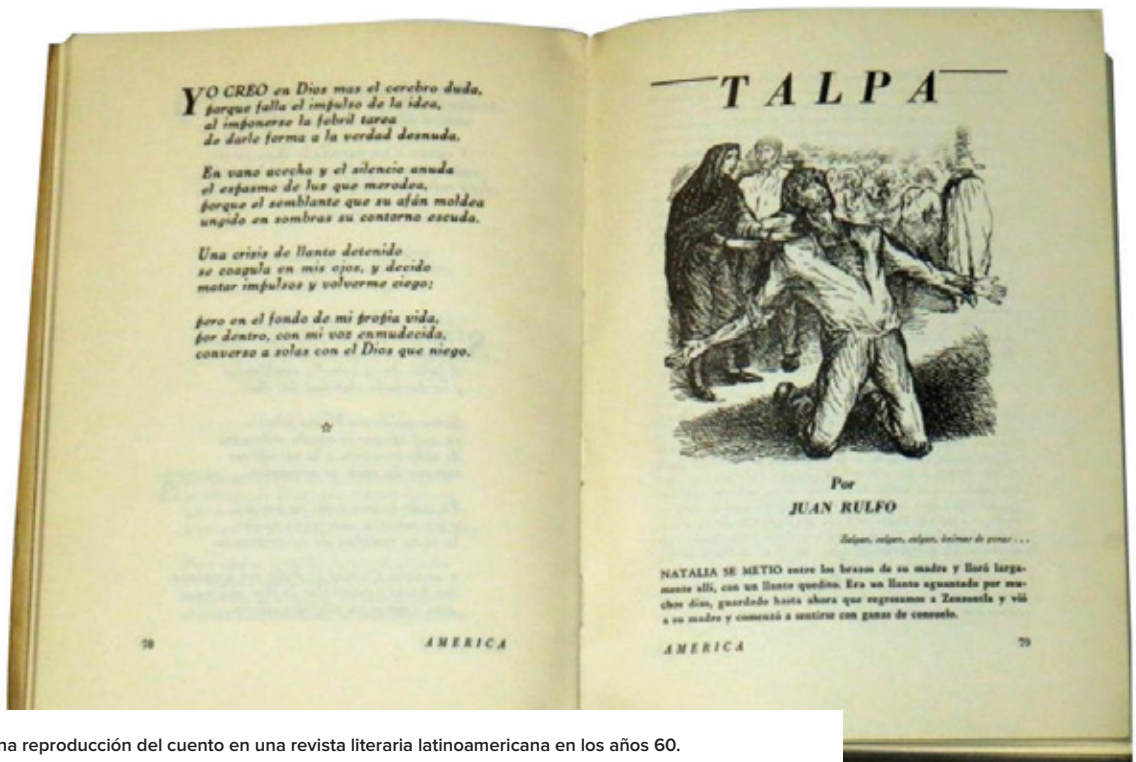 YO CREO en Dios mas el cerebro duda,
porque falla el impulso de la idea,
al imponerse la febril tarea
de darle forma a la verdad desnuda.
En vano acecha y el silencio anuda
el espasmo de luz que merodea,
porque el semblante que su afán moldea
ungido en sombras su contorno escuda.
Una crisis de llanto detenido
se coagula en mis ojos, y decido
matar impulsos y volverme ciego;
pero en el fondo de mi propia vida,
por dentro, con mi voz enmudecida,
converso a solas con el Dios que niego.
78
AMERICA
TALPA
Por
JUAN RULFO
Salgan, salgan, salgan, ánimas de penas . . .
NATALIA SE METIO entre los brazos de su madre y lloró larga-
mente allí, con un llanto quedito. Era un llanto aguantado por mu-
chos días, guardado hasta ahora que regresamos a Zenzontla y vió
a su madre y comenzó a sentirse con ganas de consuelo.
AMERICA
79
na reproducción del cuento en una revista literaria latinoamericana en los años 60.